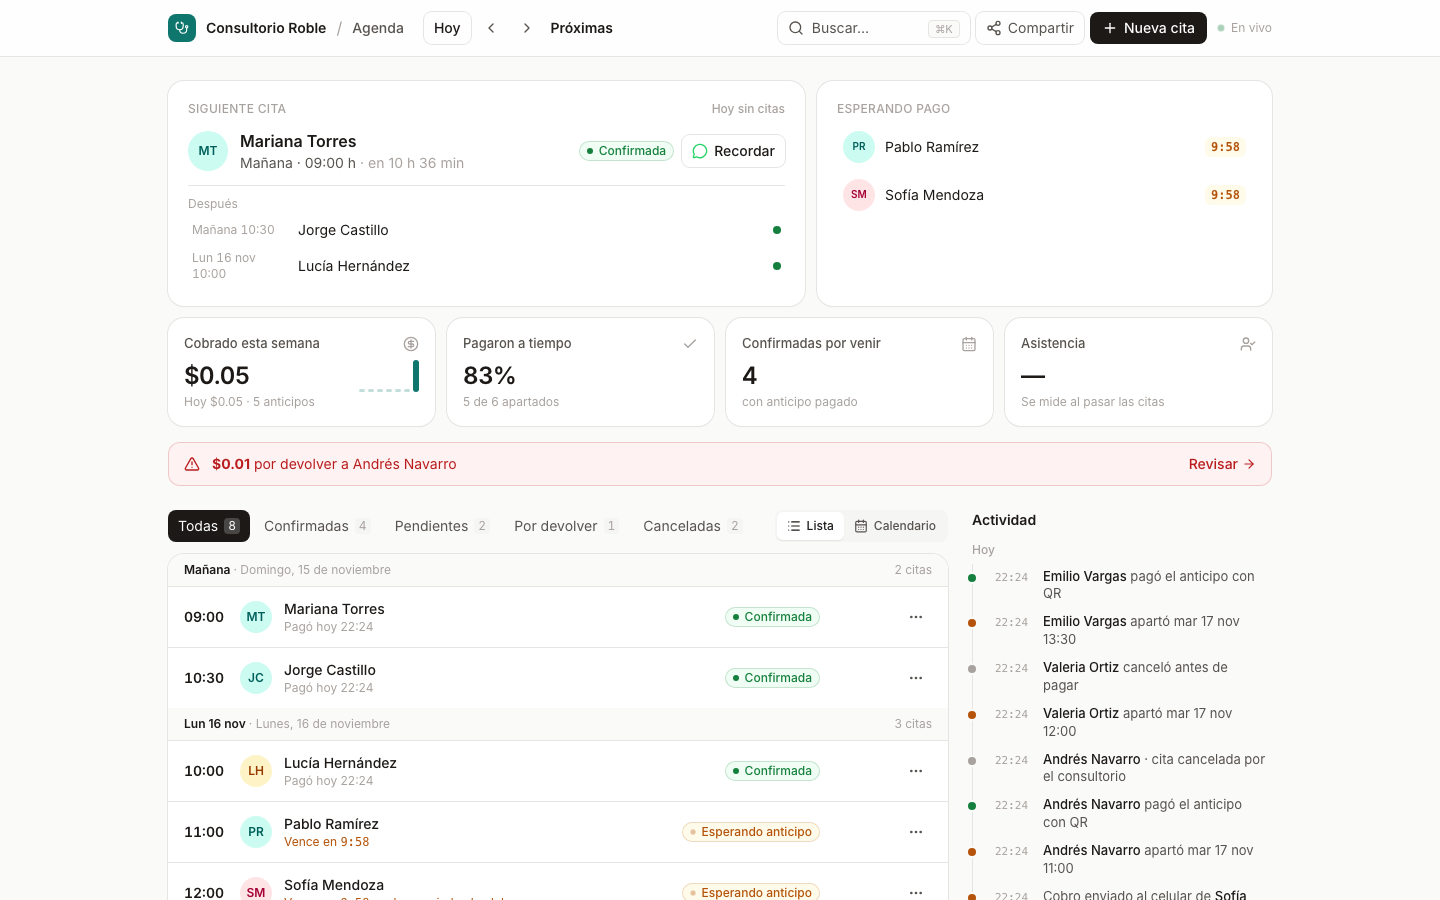 Consultorio Roble / Agenda
Hoy
Próximas
Buscar... ⌘K
Compartir
Nueva cita
En vivo
SIGUIENTE CITA
Hoy sin citas
MT
Mariana Torres
Mañana · 09:00 h · en 10 h 36 min
Confirmada
Recordar
Después
Mañana 10:30
Jorge Castillo
Lun 16 nov
10:00
Lucía Hernández
ESPERANDO PAGO
PR
Pablo Ramírez
9:58
SM
Sofía Mendoza
9:58
Cobrado esta semana
$0.05
Hoy $0.05 · 5 anticipos
Pagaron a tiempo
83%
5 de 6 apartados
Confirmadas por venir
4
con anticipo pagado
Asistencia
—
Se mide al pasar las citas
$0.01 por devolver a Andrés Navarro
Revisar →
Todas 8
Confirmadas 4
Pendientes 2
Por devolver 1
Canceladas 2
Lista
Calendario
Mañana · Domingo, 15 de noviembre
2 citas
09:00
MT
Mariana Torres
Pagó hoy 22:24
Confirmada
10:30
JC
Jorge Castillo
Pagó hoy 22:24
Confirmada
Lun 16 nov · Lunes, 16 de noviembre
3 citas
10:00
LH
Lucía Hernández
Pagó hoy 22:24
Confirmada
11:00
PR
Pablo Ramírez
Vence en 9:58
Esperando anticipo
12:00
SM
Sofía Mendoza
Esperando anticipo
Actividad
Hoy
22:24 Emilio Vargas pagó el anticipo con
QR
22:24 Emilio Vargas apartó mar 17 nov
13:30
22:24 Valeria Ortiz canceló antes de
pagar
22:24 Valeria Ortiz apartó mar 17 nov
12:00
22:24 Andrés Navarro · cita cancelada por
el consultorio
22:24 Andrés Navarro pagó el anticipo
con QR
22:24 Andrés Navarro apartó mar 17 nov
11:00
22:24 Cobro enviado al celular de Sofía